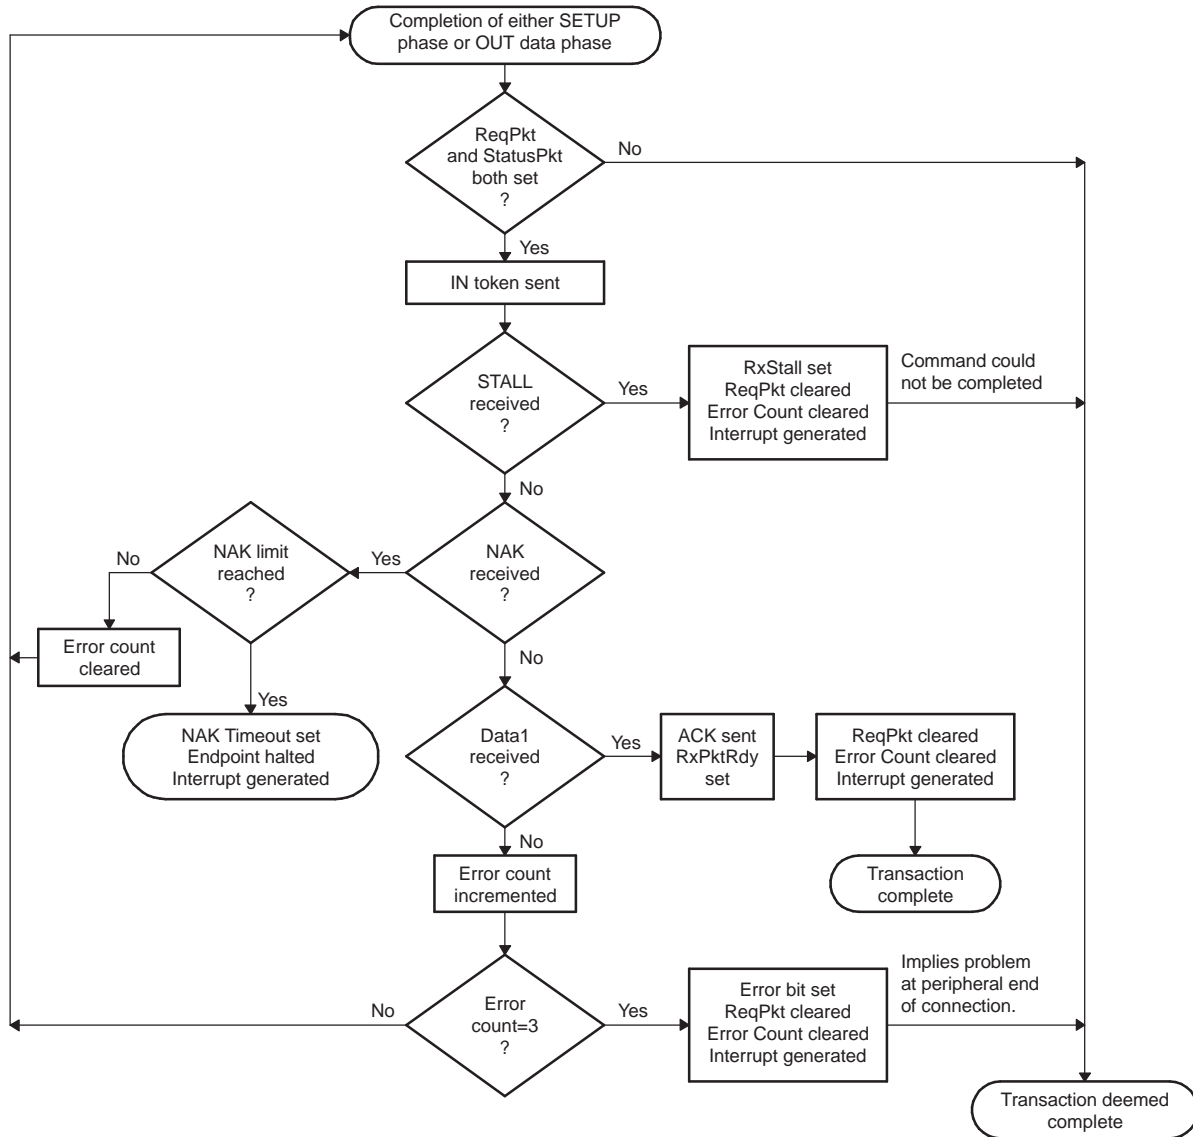 Completion of either SETUP
phase or OUT data phase
ReqPkt
and StatusPkt
both set
?
No
Yes
IN token sent
STALL
received
?
Yes
RxStall set
ReqPkt cleared
Error Count cleared
Interrupt generated
Command could
not be completed
No
NAK
received
?
Yes
NAK limit
reached
?
No
Error count
cleared
Yes
NAK Timeout set
Endpoint halted
Interrupt generated
No
Data1
received
?
Yes
ACK sent
RxPktRdy
set
ReqPkt cleared
Error Count cleared
Interrupt generated
Transaction
complete
No
Error count
incremented
Error
count=3
?
No
Yes
Error bit set
ReqPkt cleared
Error Count cleared
Interrupt generated
Implies problem
at peripheral end
of connection.
Transaction deemed
complete